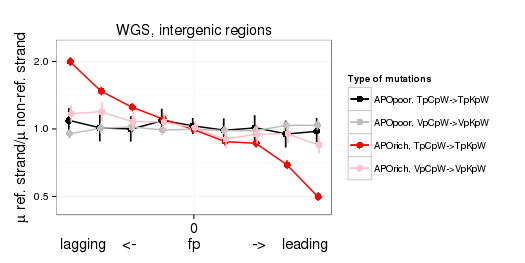 WGS, intergenic regions
μ ref. strand/μ non-ref. strand
2.0
1.0
0.5
0
lagging <- fp -> leading
Type of mutations
APOpoor, TpCpW->TpKpW
APOpoor, VpCpW->VpKpW
APOrich, TpCpW->TpKpW
APOrich, VpCpW->VpKpW